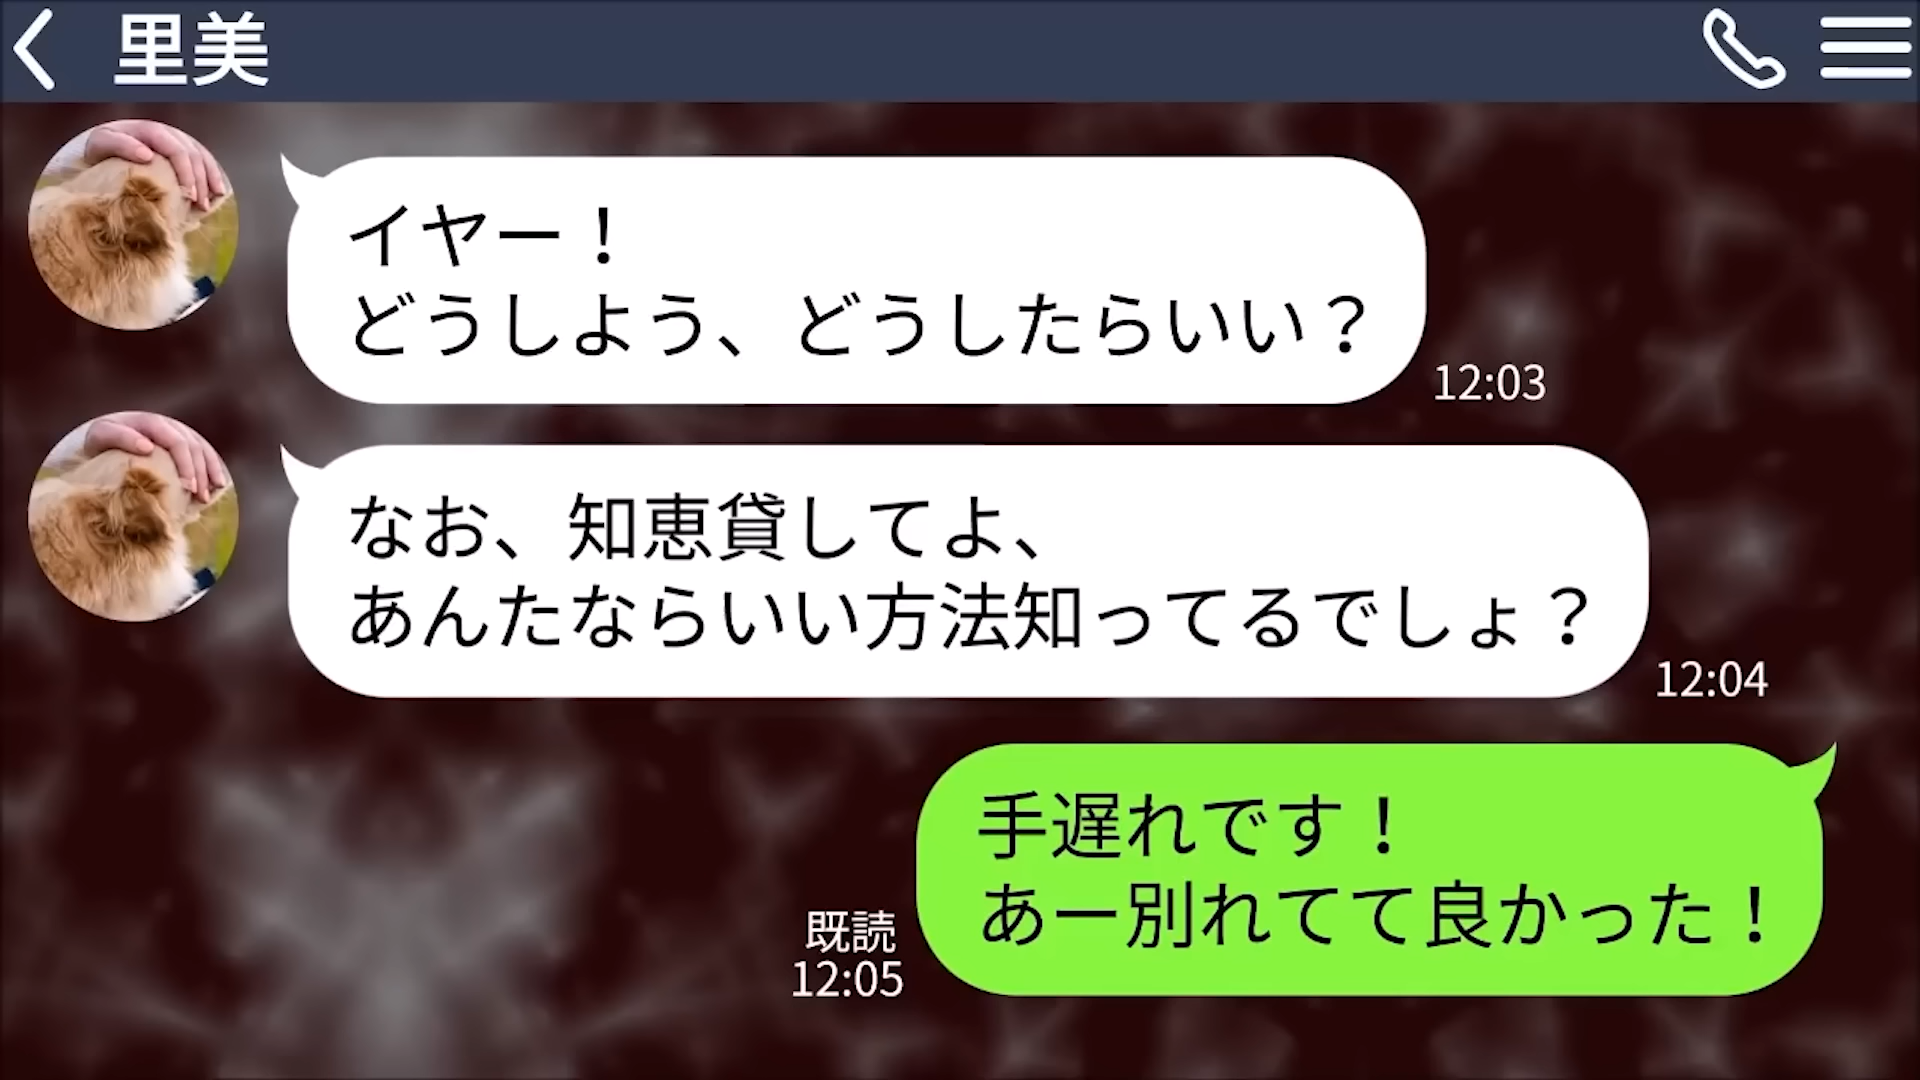 里美
イヤー！
どうしよう、どうしたらいい？
12:03
なお、知恵貸してよ、
あんたならいい方法知ってるでしょ？
12:04
手遅れです！
あー別れてて良かった！
既読
12:05